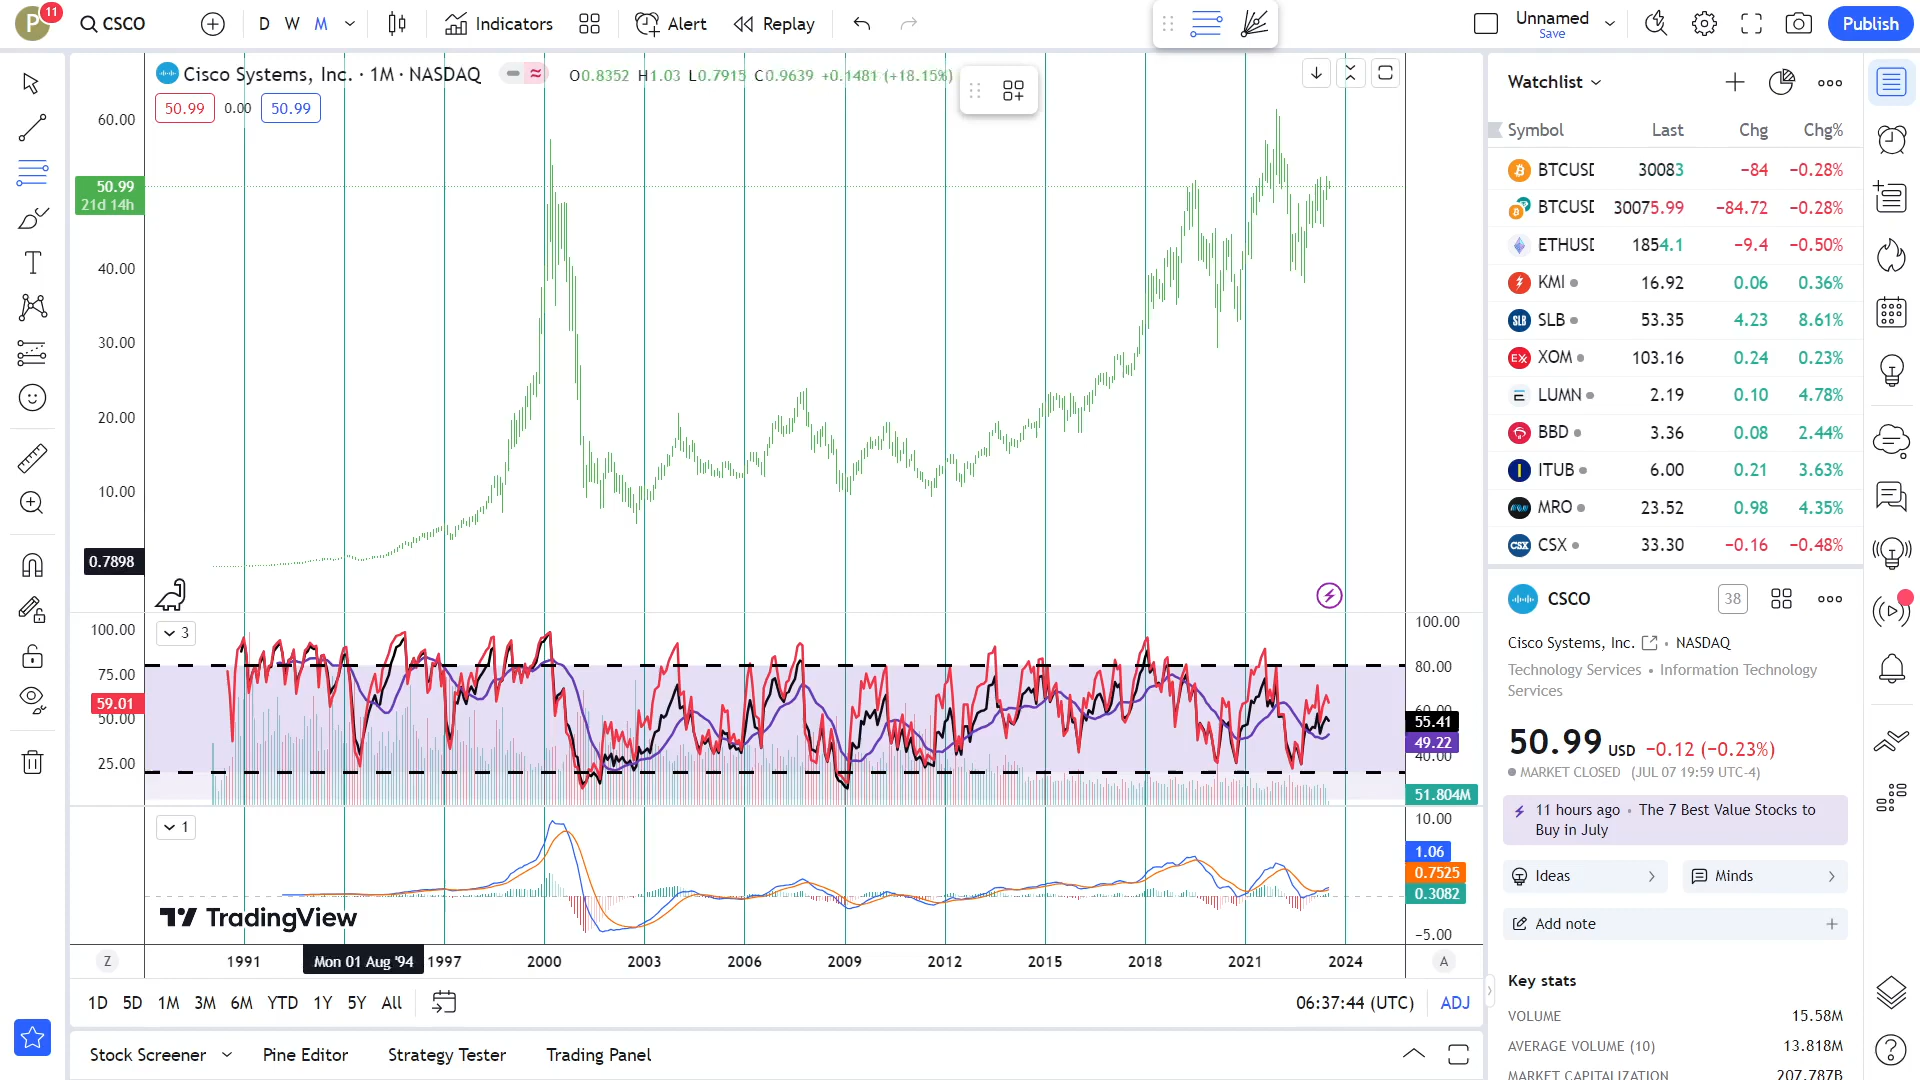 P
11
CSCO
D W M
Indicators
Alert
Replay
Unnamed
Save
Publish
Cisco Systems, Inc. · 1M · NASDAQ
O0.8352 H1.03 L0.7915 C0.9639 +0.1481 (+18.15%)
50.99 0.00 50.99
60.00
50.99
21d 14h
40.00
30.00
20.00
10.00
0.7898
3
100.00
75.00
59.01
50.00
25.00
100.00
80.00
60.00
55.41
49.22
40.00
51.804M
1
10.00
1.06
0.7525
0.3082
-5.00
TradingView
Z
1991
Mon 01 Aug '94
1997 2000 2003 2006 2009 2012 2015 2018 2021 2024
A
1D 5D 1M 3M 6M YTD 1Y 5Y All
06:37:44 (UTC) ADJ
Stock Screener Pine Editor Strategy Tester Trading Panel
Watchlist
Symbol Last Chg Chg%
BTCUSD 30083 −84 −0.28%
BTCUSD 30075.99 −84.72 −0.28%
ETHUSD 1854.1 −9.4 −0.50%
KMI 16.92 0.06 0.36%
SLB SLB 53.35 4.23 8.61%
EX XOM 103.16 0.24 0.23%
LUMN 2.19 0.10 4.78%
BBD 3.36 0.08 2.44%
ITUB 6.00 0.21 3.63%
MRO 23.52 0.98 4.35%
CSX CSX 33.30 −0.16 −0.48%
CSCO
38
Cisco Systems, Inc. • NASDAQ
Technology Services • Information Technology
Services
50.99 USD −0.12 (−0.23%)
MARKET CLOSED (JUL 07 19:59 UTC-4)
11 hours ago • The 7 Best Value Stocks to
Buy in July
Ideas
Minds
Add note
Key stats
VOLUME 15.58M
AVERAGE VOLUME (10) 13.818M
MARKET CAPITALIZATION 207.787B